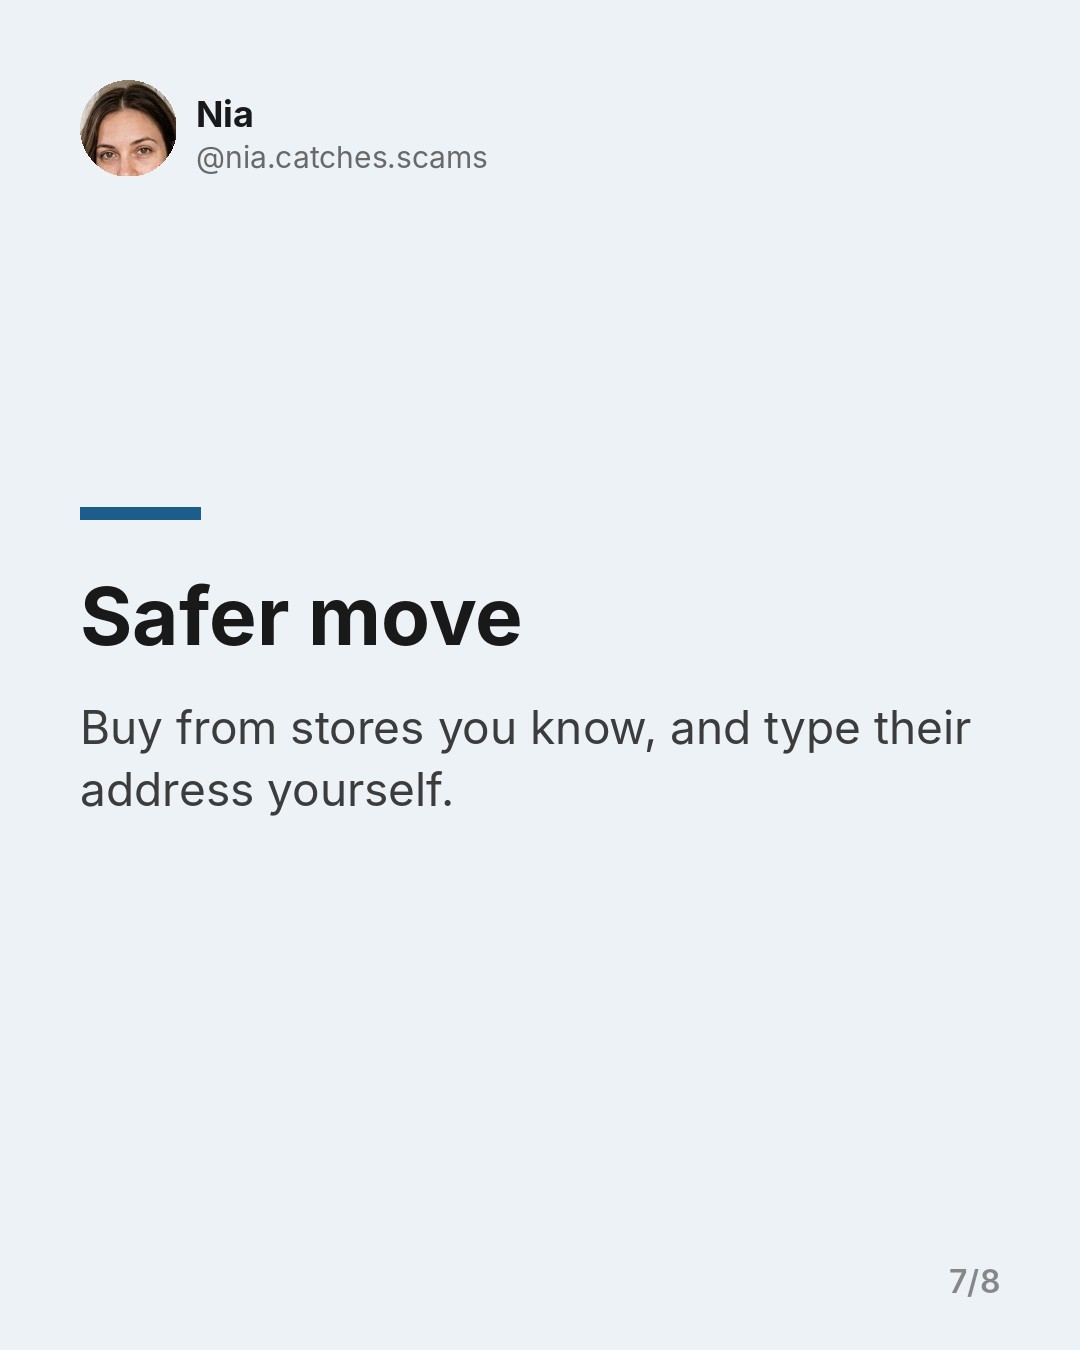 Nia
@nia.catches.scams
Safer move
Buy from stores you know, and type their
address yourself.
7/8